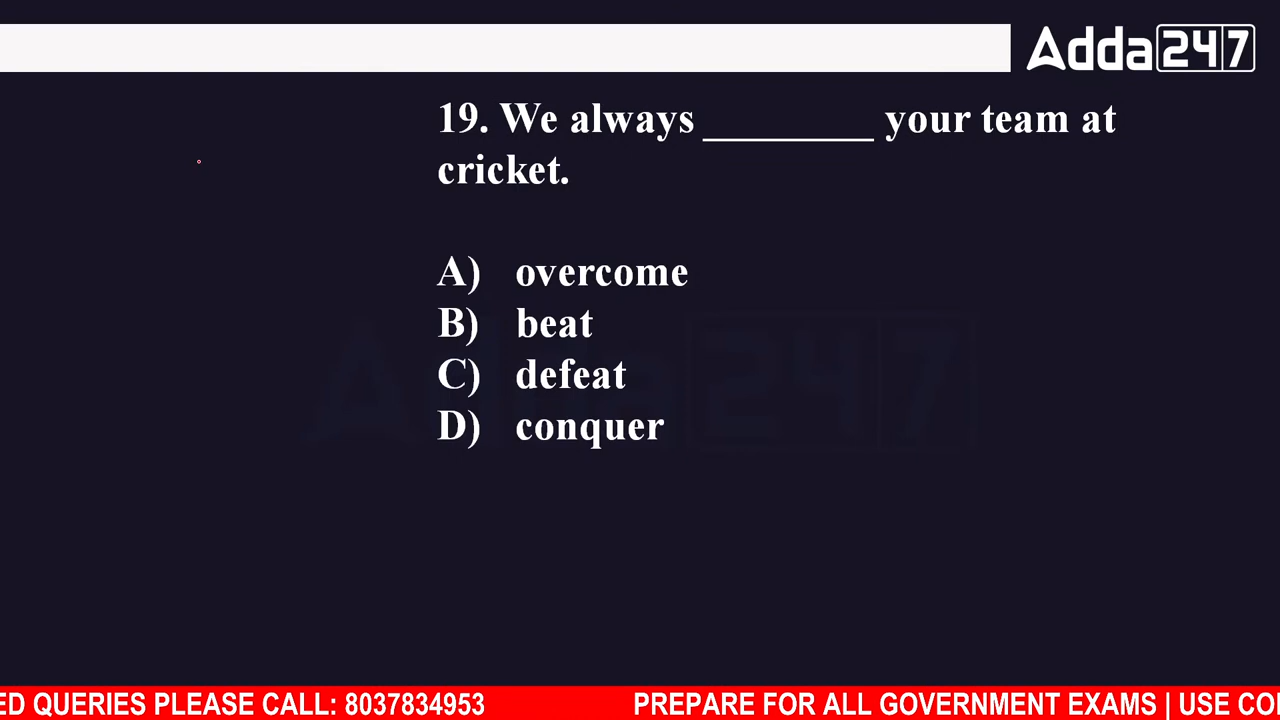 Adda247
19. We always ________ your team at
cricket.
A) overcome
B) beat
C) defeat
D) conquer
Adda247
ED QUERIES PLEASE CALL: 8037834953 PREPARE FOR ALL GOVERNMENT EXAMS | USE CO